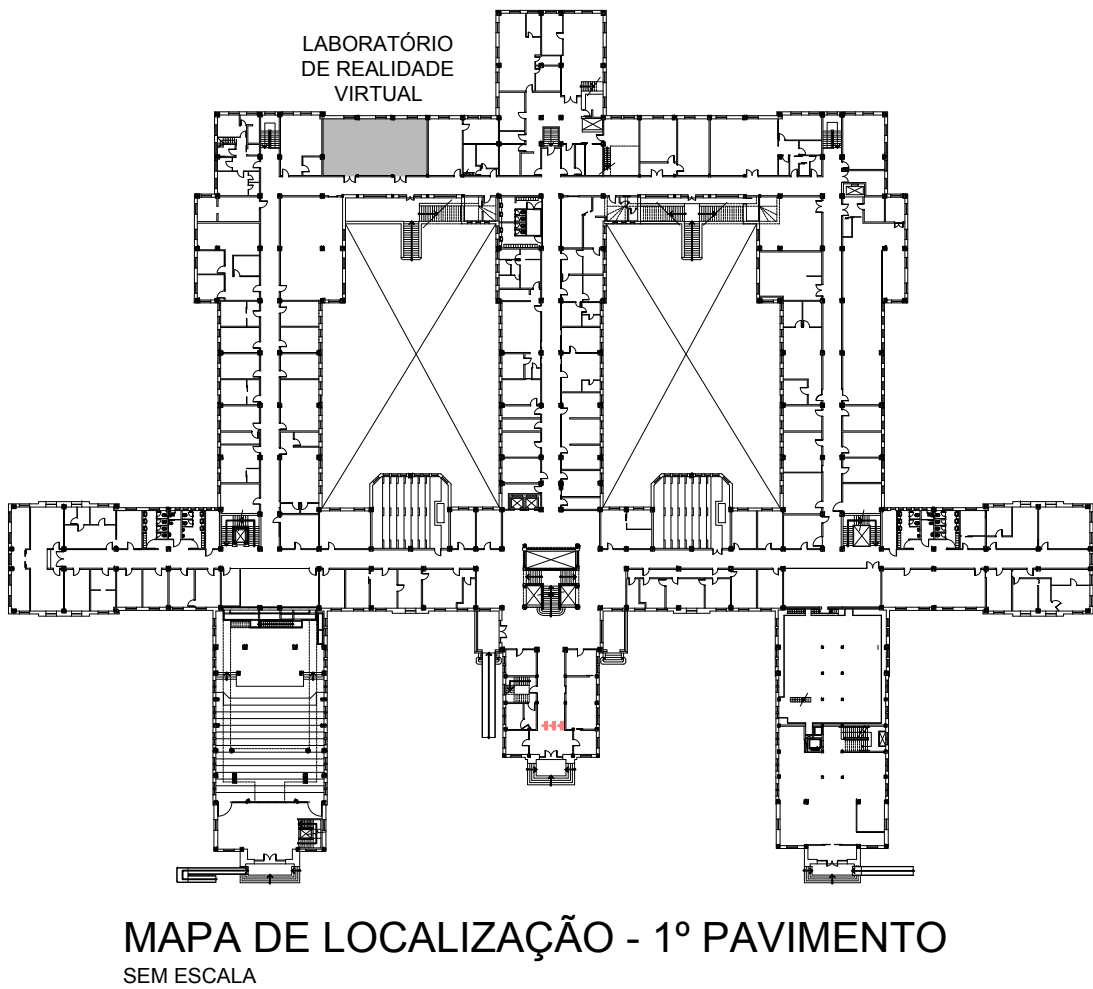 LABORATÓRIO
DE REALIDADE
VIRTUAL
MAPA DE LOCALIZAÇÃO - 1º PAVIMENTO
SEM ESCALA